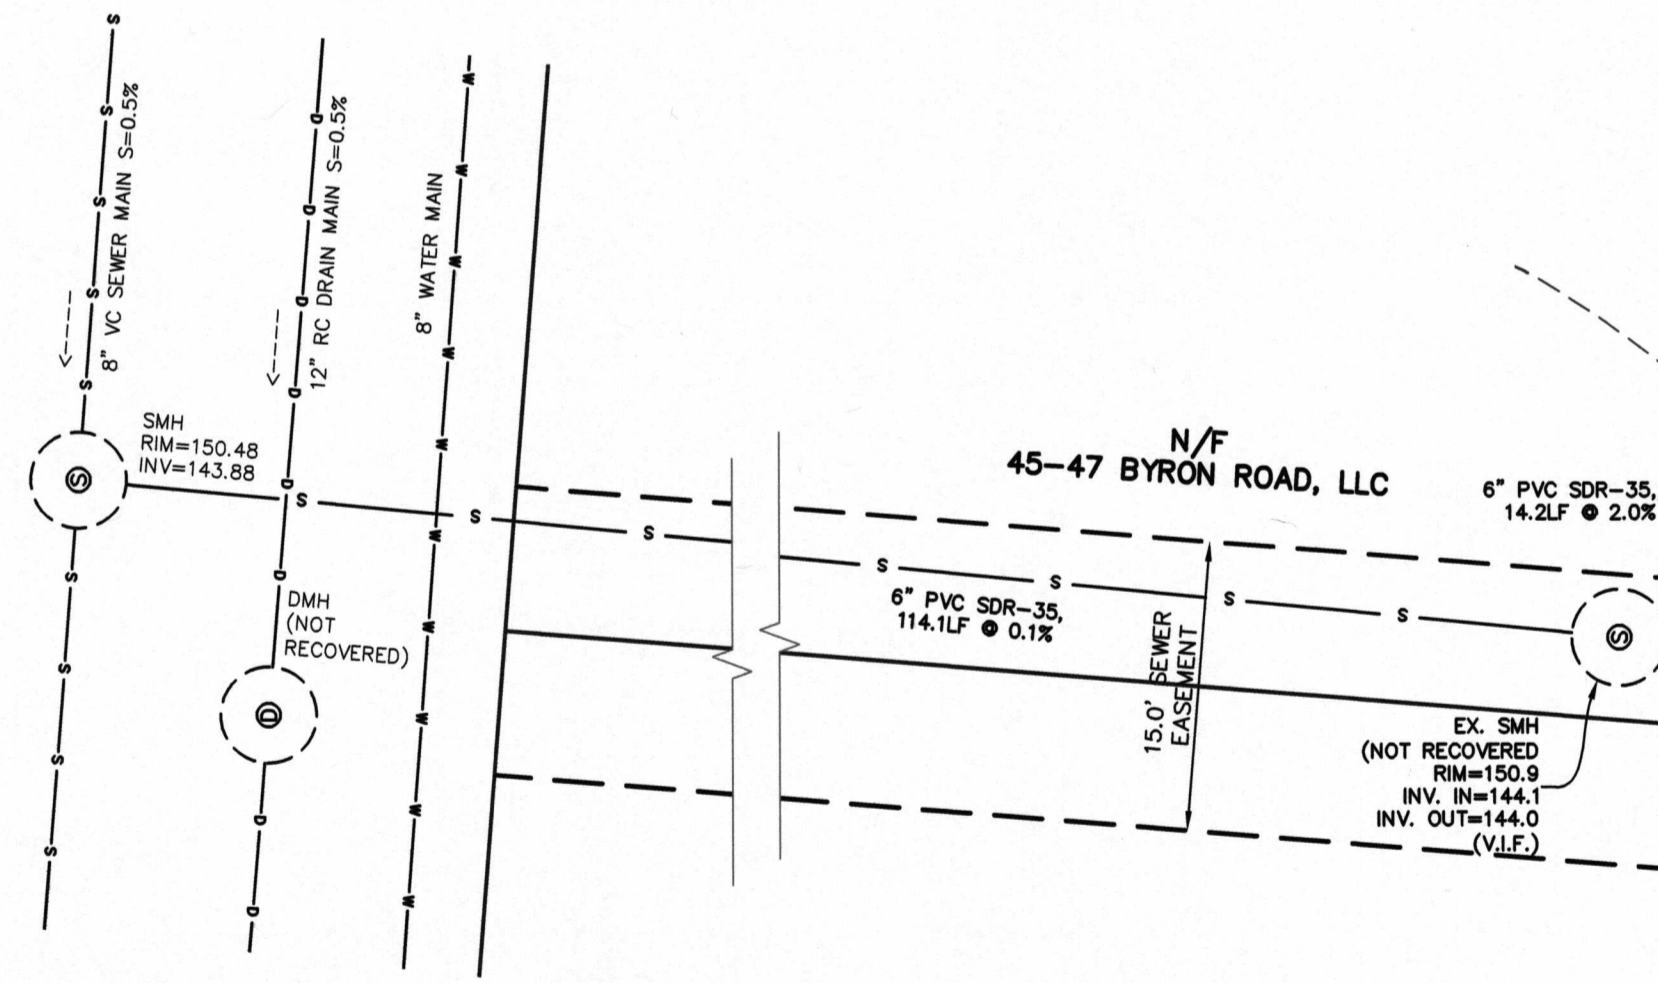 8" VC SEWER MAIN S=0.5%
12" RC DRAIN MAIN S=0.5%
8" WATER MAIN
SMH
RIM=150.48
INV=143.88
DMH
(NOT
RECOVERED)
N/F
45-47 BYRON ROAD, LLC
6" PVC SDR-35,
14.2LF @ 2.0%
6" PVC SDR-35,
114.1LF @ 0.1%
15.0' SEWER
EASEMENT
EX. SMH
(NOT RECOVERED
RIM=150.9
INV. IN=144.1
INV. OUT=144.0
(V.I.F.)
S
S
S
S
S
S
S
S
S
S
S
D
D
D
D
D
D
D
D
D
W
W
W
W
W
W
W
W
W
W
S
S
S
S
S
S
S
S